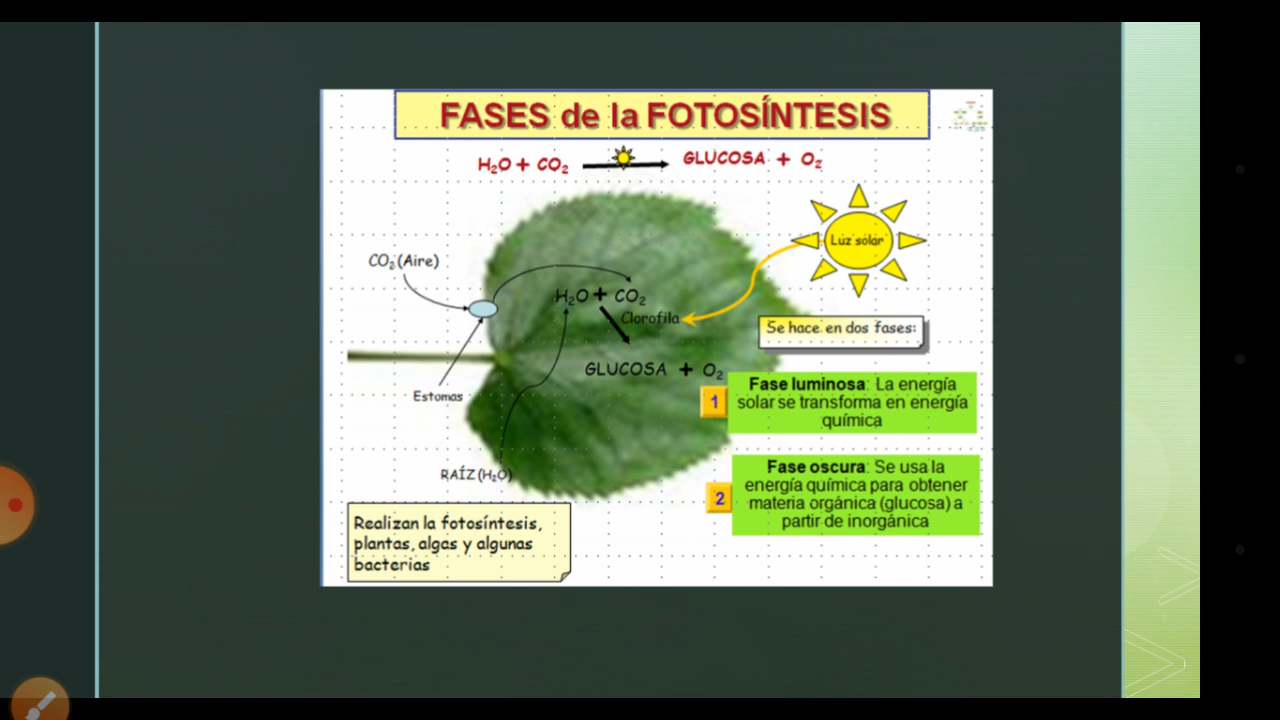 FASES de la FOTOSÍNTESIS
H₂O + CO₂ GLUCOSA + O₂
Luz solar
CO₂ (Aire)
H₂O + CO₂
Clorofila
Se hace en dos fases:
GLUCOSA + O₂
1
Fase luminosa: La energía
solar se transforma en energía
química
Estomas
RAÍZ (H₂O)
2
Fase oscura: Se usa la
energía química para obtener
materia orgánica (glucosa) a
partir de inorgánica
Realizan la fotosíntesis,
plantas, algas y algunas
bacterias